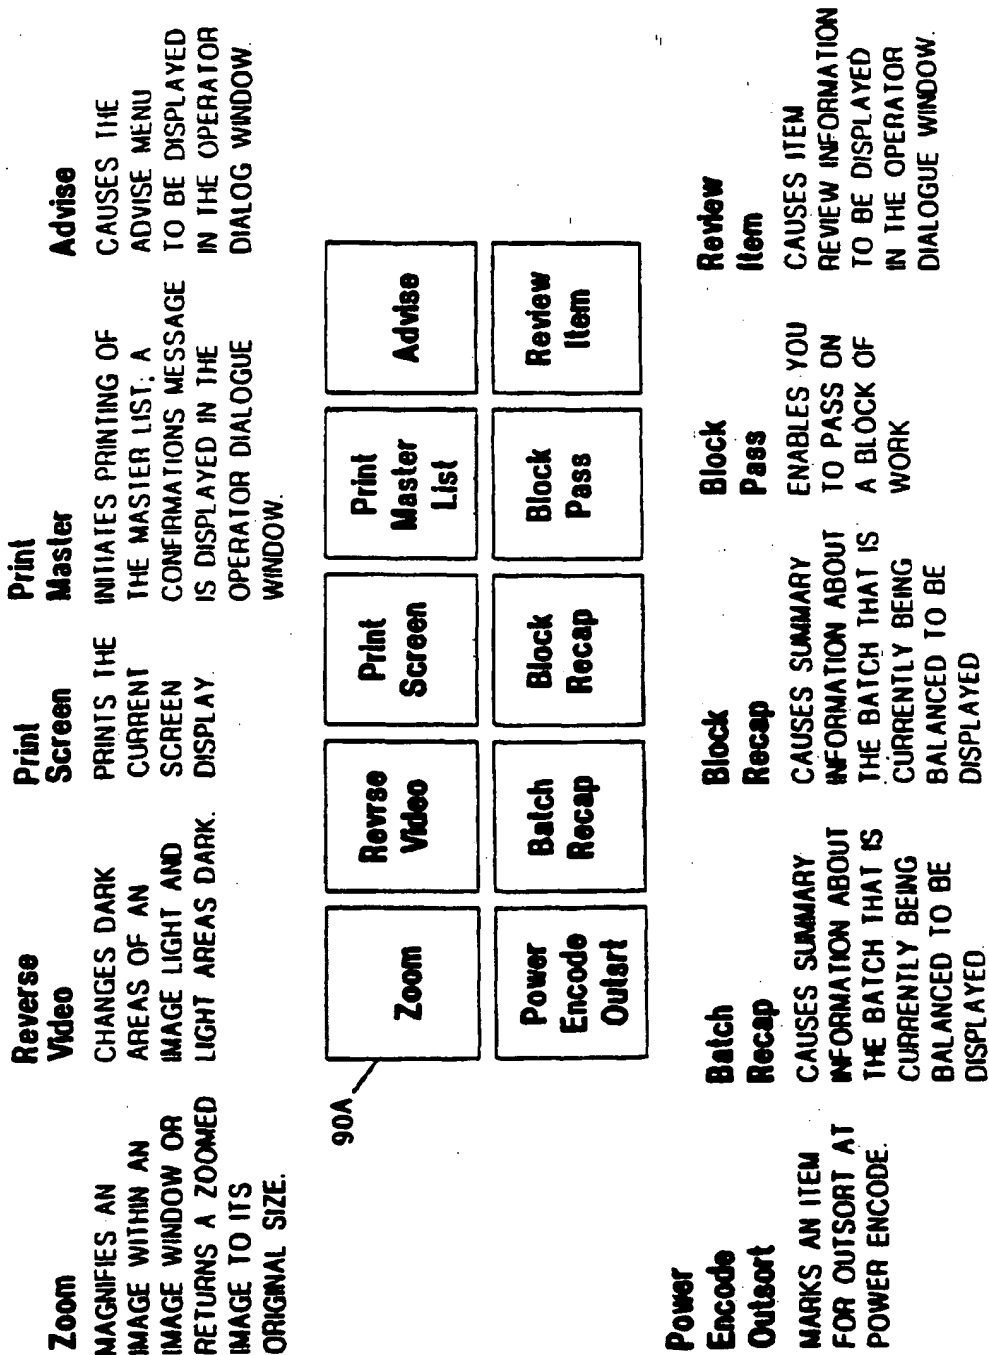 Zoom
MAGNIFIES AN
IMAGE WITHIN AN
IMAGE WINDOW OR
RETURNS A ZOOMED
IMAGE TO ITS
ORIGINAL SIZE.
Reverse
Video
CHANGES DARK
AREAS OF AN
IMAGE LIGHT AND
LIGHT AREAS DARK.
Print
Screen
PRINTS THE
CURRENT
SCREEN
DISPLAY.
Print
Master
INITIATES PRINTING OF
THE MASTER LIST; A
CONFIRMATIONS MESSAGE
IS DISPLAYED IN THE
OPERATOR DIALOGUE
WINDOW.
Advise
CAUSES THE
ADVISE MENU
TO BE DISPLAYED
IN THE OPERATOR
DIALOG WINDOW.
90A
Zoom
Revrse
Video
Print
Screen
Print
Master
List
Advise
Power
Encode
Outsrt
Batch
Recap
Block
Recap
Block
Pass
Review
Item
Power
Encode
Outsort
MARKS AN ITEM
FOR OUTSORT AT
POWER ENCODE.
Batch
Recap
CAUSES SUMMARY
INFORMATION ABOUT
THE BATCH THAT IS
CURRENTLY BEING
BALANCED TO BE
DISPLAYED.
Block
Recap
CAUSES SUMMARY
INFORMATION ABOUT
THE BATCH THAT IS
CURRENTLY BEING
BALANCED TO BE
DISPLAYED
Block
Pass
ENABLES YOU
TO PASS ON
A BLOCK OF
WORK
Review
Item
CAUSES ITEM
REVIEW INFORMATION
TO BE DISPLAYED
IN THE OPERATOR
DIALOGUE WINDOW.